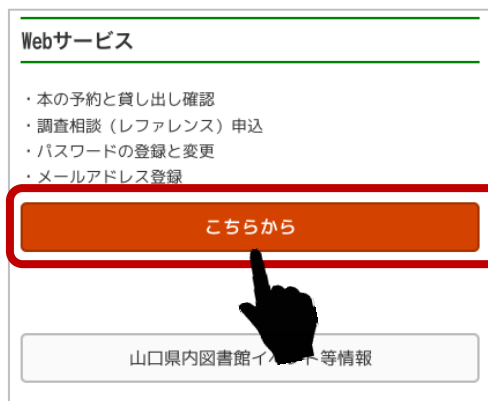 Webサービス
・本の予約と貸し出し確認
・調査相談（レファレンス）申込
・パスワードの登録と変更
・メールアドレス登録
こちらから
山口県内図書館イベント等情報